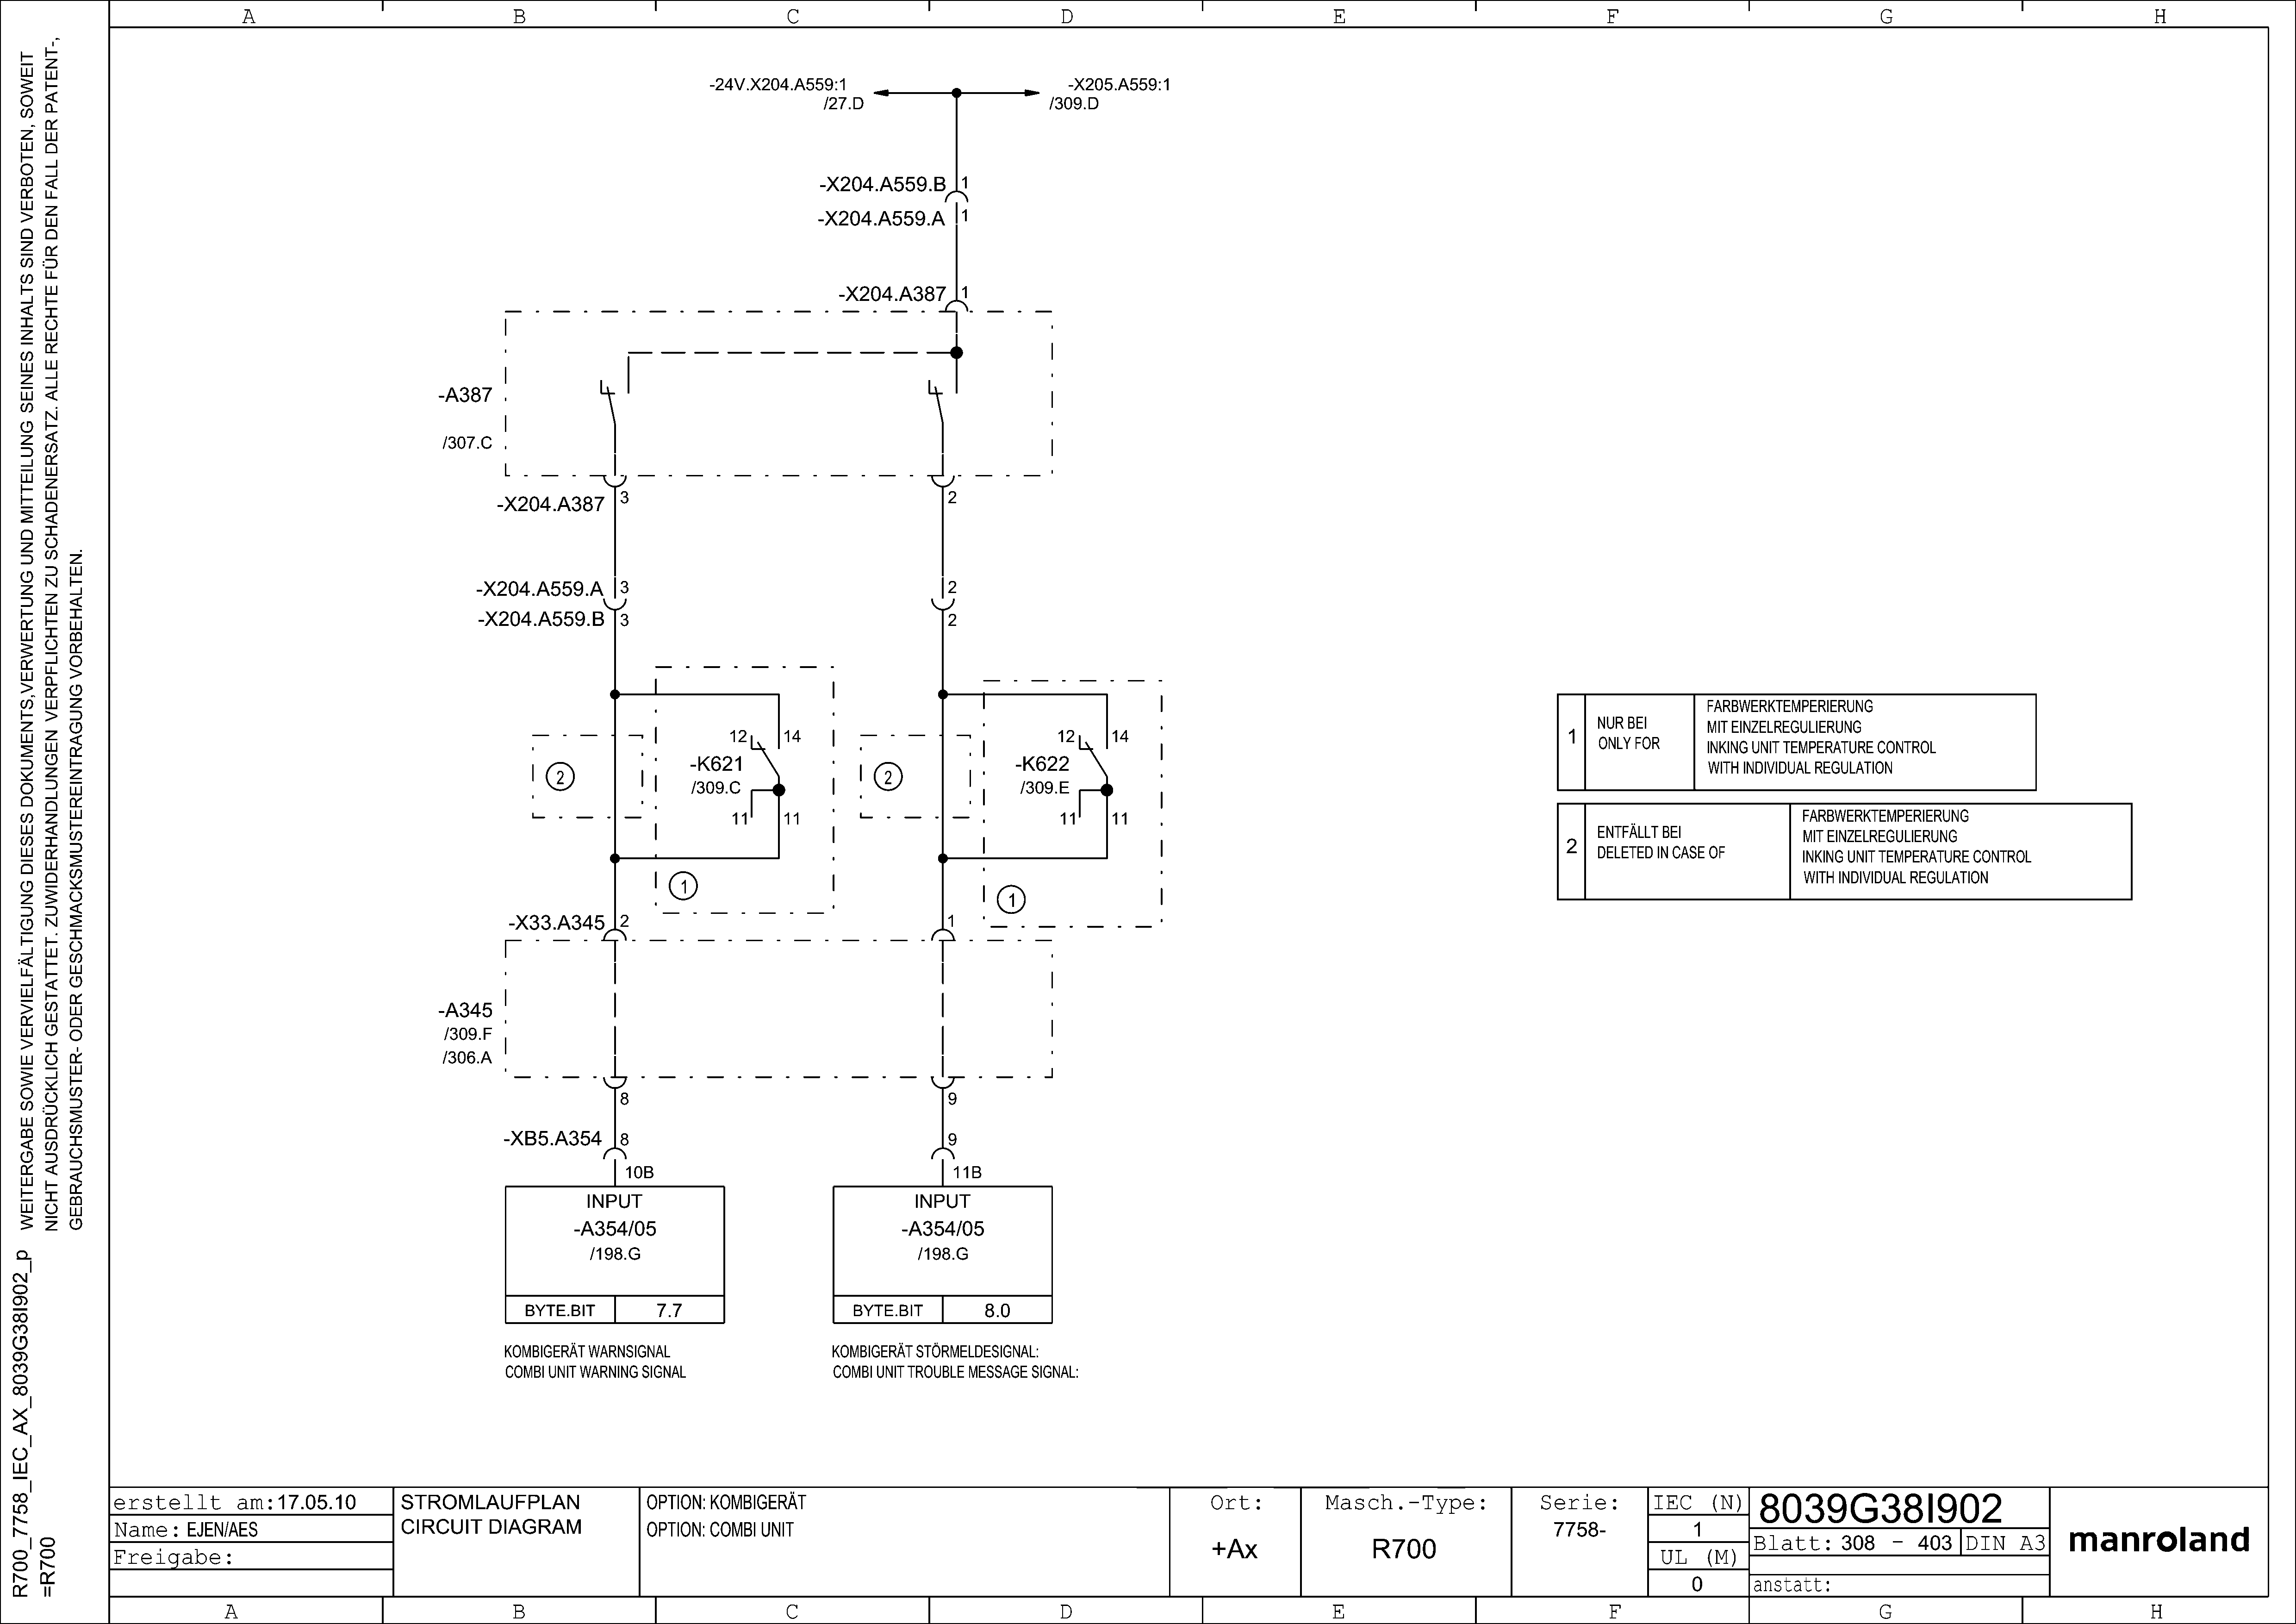 A B C D E F G H
WEITERGABE SOWIE VERVIELFÄLTIGUNG DIESES DOKUMENTS,VERWERTUNG UND MITTEILUNG SEINES INHALTS SIND VERBOTEN, SOWEIT
NICHT AUSDRÜCKLICH GESTATTET. ZUWIDERHANDLUNGEN VERPFLICHTEN ZU SCHADENERSATZ. ALLE RECHTE FÜR DEN FALL DER PATENT-,
GEBRAUCHSMUSTER- ODER GESCHMACKSMUSTEREINTRAGUNG VORBEHALTEN.
R700_7758_IEC_AX_8039G38I902_p
=R700
-24V.X204.A559:1 -X205.A559:1
/27.D /309.D
-X204.A559.B 1
-X204.A559.A 1
-X204.A387 1
-A387
/307.C
-X204.A387 3 2
-X204.A559.A 3 2
-X204.A559.B 3 2
12 14 12 14
-K621 -K622
2 /309.C 2 /309.E
11 11 11 11
1 1
-X33.A345 2 1
-A345
/309.F
/306.A
8 9
-XB5.A354 8 9
10B 11B
INPUT INPUT
-A354/05 -A354/05
/198.G /198.G
BYTE.BIT 7.7 BYTE.BIT 8.0
KOMBIGERÄT WARNSIGNAL KOMBIGERÄT STÖRMELDESIGNAL:
COMBI UNIT WARNING SIGNAL COMBI UNIT TROUBLE MESSAGE SIGNAL:
1 NUR BEI
ONLY FOR
FARBWERKTEMPERIERUNG
MIT EINZELREGULIERUNG
INKING UNIT TEMPERATURE CONTROL
WITH INDIVIDUAL REGULATION
2 ENTFÄLLT BEI
DELETED IN CASE OF
FARBWERKTEMPERIERUNG
MIT EINZELREGULIERUNG
INKING UNIT TEMPERATURE CONTROL
WITH INDIVIDUAL REGULATION
erstellt am:17.05.10
Name: EJEN/AES
Freigabe:
STROMLAUFPLAN
CIRCUIT DIAGRAM
OPTION: KOMBIGERÄT
OPTION: COMBI UNIT
Ort:
+Ax
Masch.-Type:
R700
Serie:
7758-
IEC (N)
1
UL (M)
0
8039G38I902
Blatt: 308 - 403 DIN A3
anstatt:
manroland
A B C D E F G H